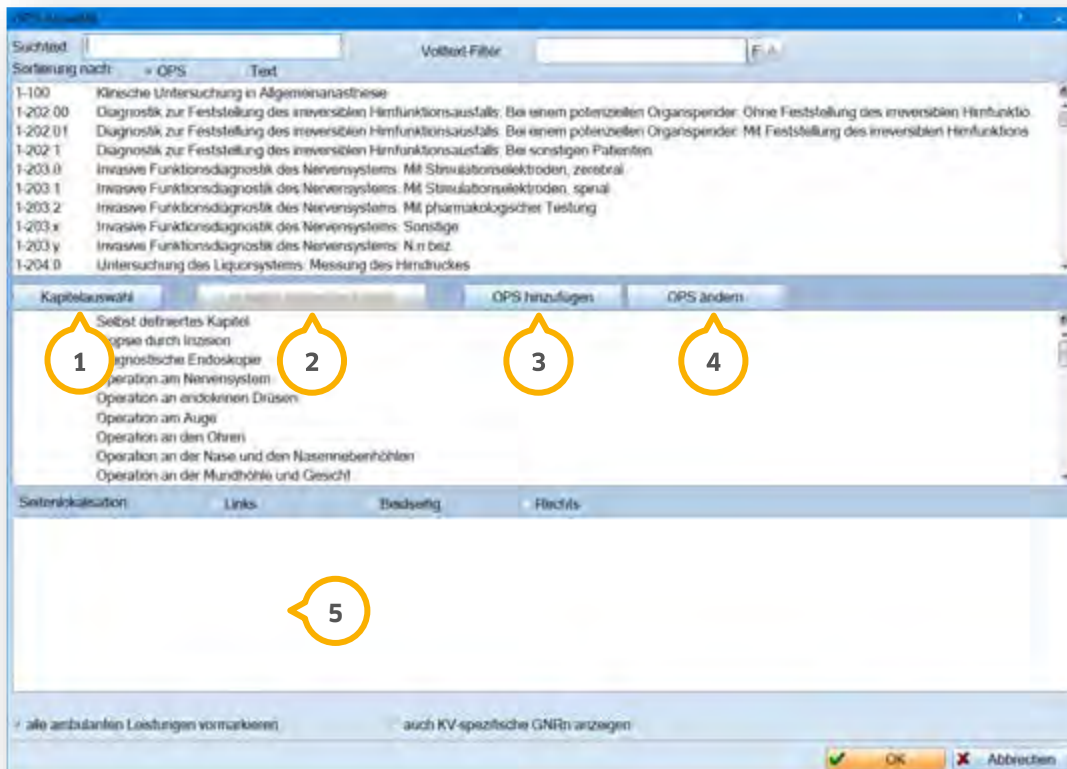 OPS-Auswahl
Suchtext Volltext-Filter F A
Sortierung nach: OPS Text
1-100 Klinische Untersuchung in Allgemeinanästhesie
1-202.00 Diagnostik zur Feststellung des irreversiblen Hirnfunktionsausfalls: Bei einem potenziellen Organspender: Ohne Feststellung des irreversiblen Hirnfunktio
1-202.01 Diagnostik zur Feststellung des irreversiblen Hirnfunktionsausfalls: Bei einem potenziellen Organspender: Mit Feststellung des irreversiblen Hirnfunktions
1-202.1 Diagnostik zur Feststellung des irreversiblen Hirnfunktionsausfalls: Bei sonstigen Patienten
1-203.0 Invasive Funktionsdiagnostik des Nervensystems: Mit Stimulationselektroden, zerebral
1-203.1 Invasive Funktionsdiagnostik des Nervensystems: Mit Stimulationselektroden, spinal
1-203.2 Invasive Funktionsdiagnostik des Nervensystems: Mit pharmakologischer Testung
1-203.x Invasive Funktionsdiagnostik des Nervensystems: Sonstige
1-203.y Invasive Funktionsdiagnostik des Nervensystems: N.n.bez.
1-204.0 Untersuchung des Liquorsystems: Messung des Hirndruckes
Kapitelauswahl OPS hinzufügen OPS ändern
Selbst definiertes Kapitel
opsie durch Inzision
agnostische Endoskopie
peration am Nervensystem
Operation an endokrinen Drüsen
Operation am Auge
Operation an den Ohren
Operation an der Nase und den Nasennebenhöhlen
Operation an der Mundhöhle und Gesicht
1 2 3 4
Seitenlokalisation Links Beidseitig Rechts
5
alle ambulanten Leistungen vormarkieren auch KV-spezifische GNRn anzeigen
OK Abbrechen